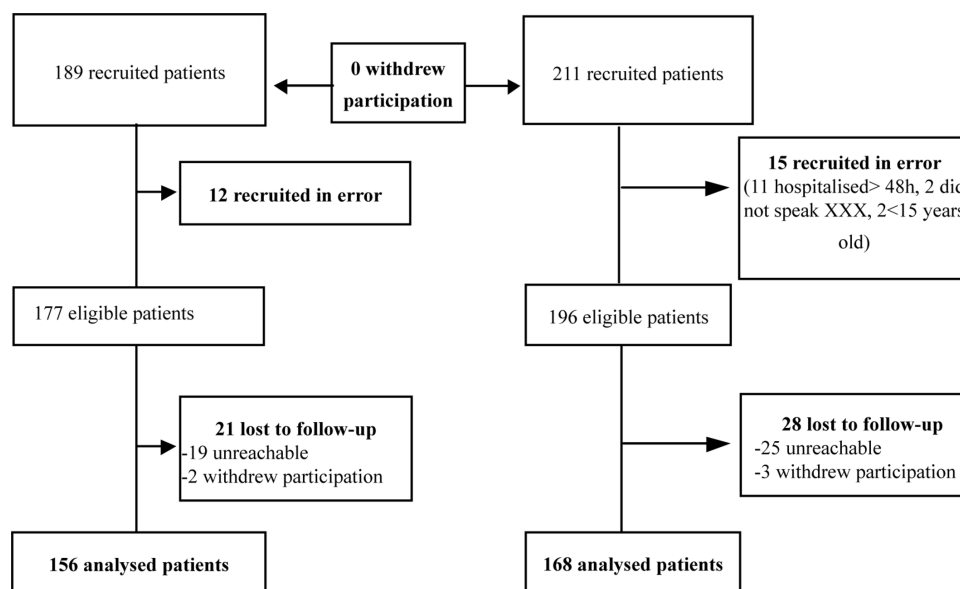 189 recruited patients
0 withdrew
participation
211 recruited patients
12 recruited in error
15 recruited in error
(11 hospitalised> 48h, 2 did
not speak XXX, 2<15 years
old)
177 eligible patients
196 eligible patients
21 lost to follow-up
-19 unreachable
-2 withdrew participation
28 lost to follow-up
-25 unreachable
-3 withdrew participation
156 analysed patients
168 analysed patients